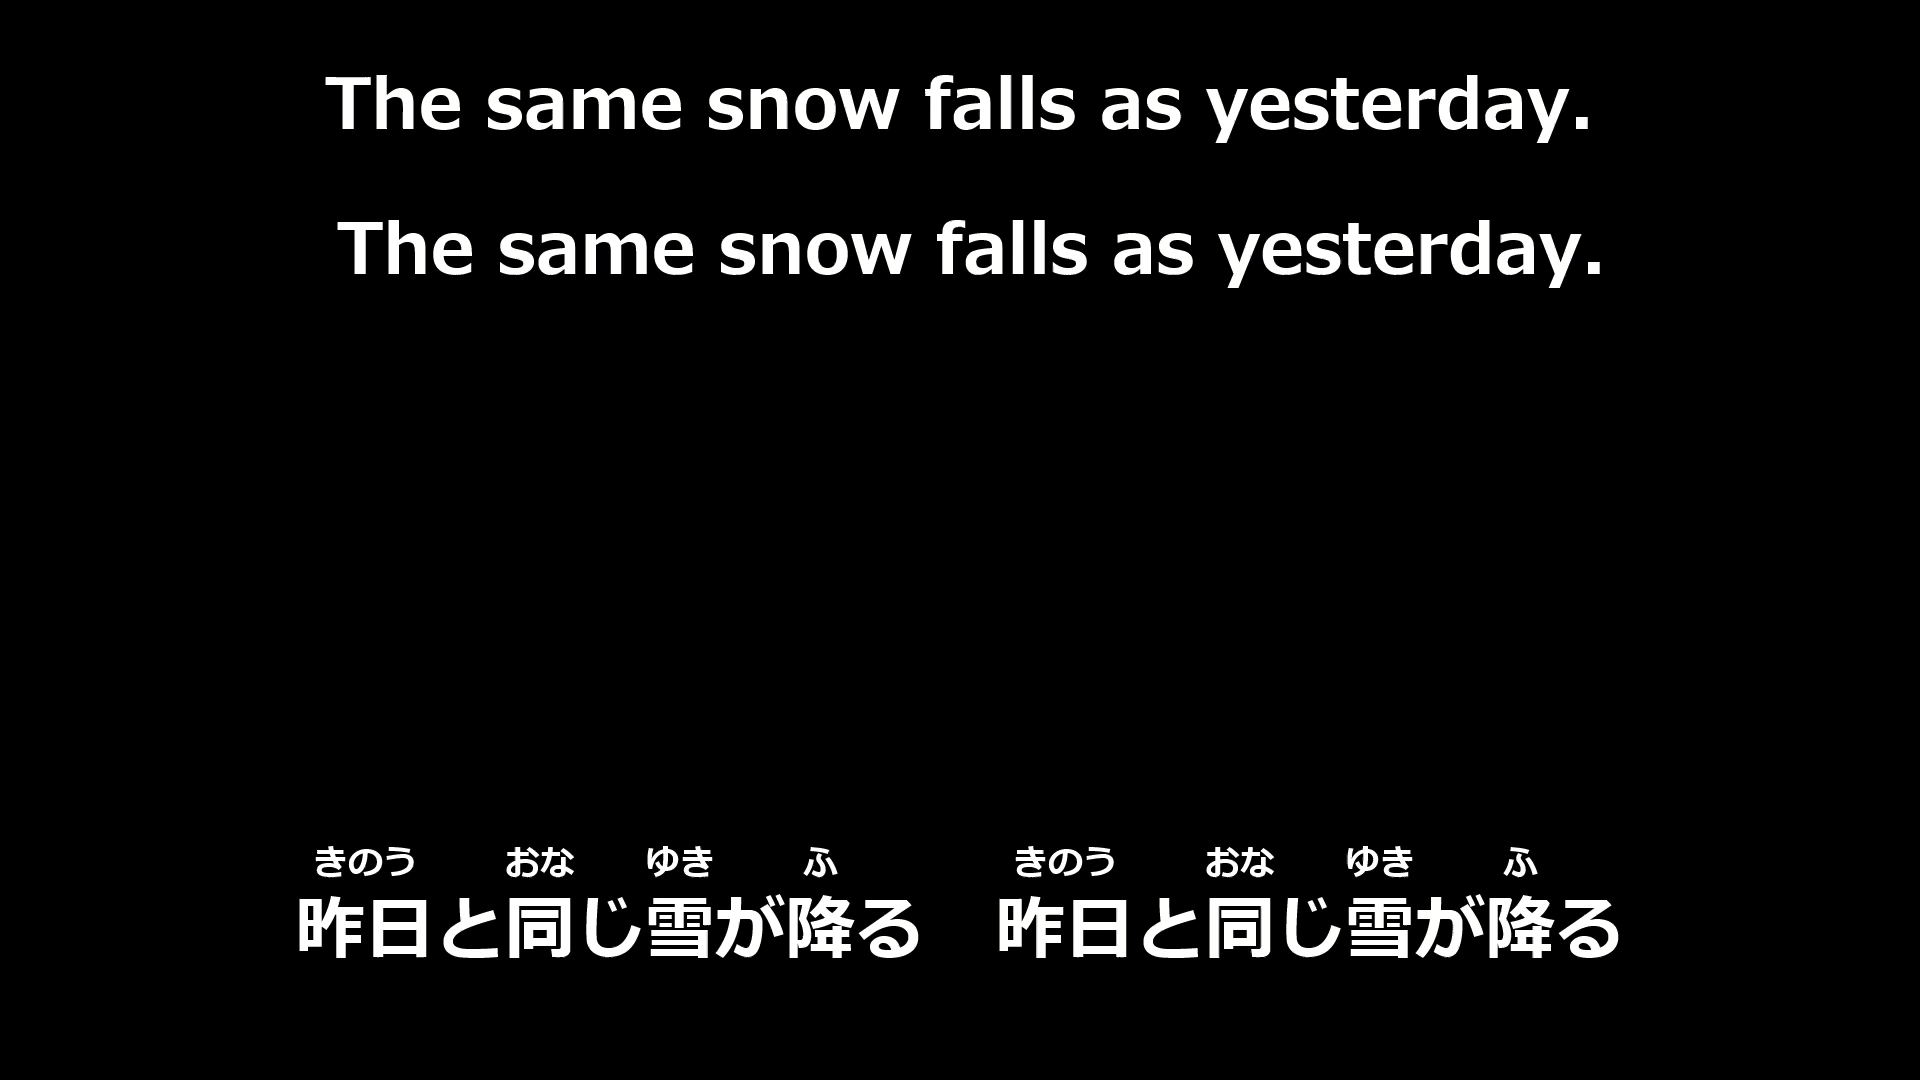 The same snow falls as yesterday.
The same snow falls as yesterday.
きのう おな ゆき ふ きのう おな ゆき ふ
昨日と同じ雪が降る　昨日と同じ雪が降る